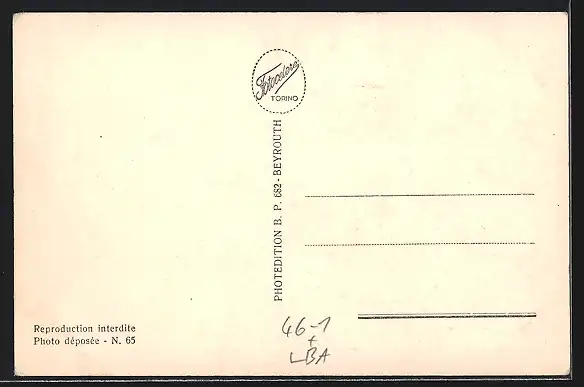 Fotocelere
TORINO
PHOTEDITION B. P. 682 - BEYROUTH
Reproduction interdite
Photo déposée - N. 65
46-1
+
LBA